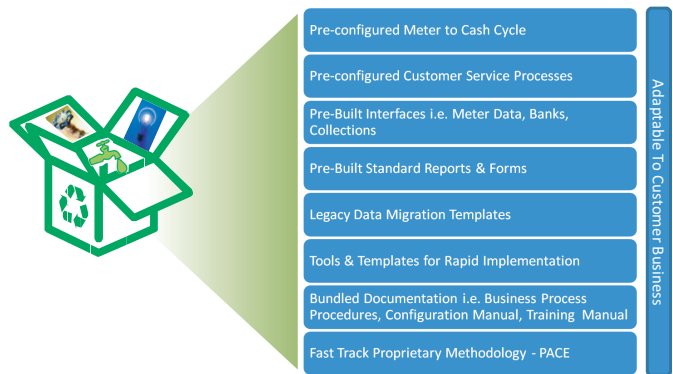 Pre-configured Meter to Cash Cycle
Pre-configured Customer Service Processes
Pre-Built Interfaces i.e. Meter Data, Banks,
Collections
Pre-Built Standard Reports & Forms
Legacy Data Migration Templates
Tools & Templates for Rapid Implementation
Bundled Documentation i.e. Business Process
Procedures, Configuration Manual, Training Manual
Fast Track Proprietary Methodology - PACE
Adaptable To Customer Business